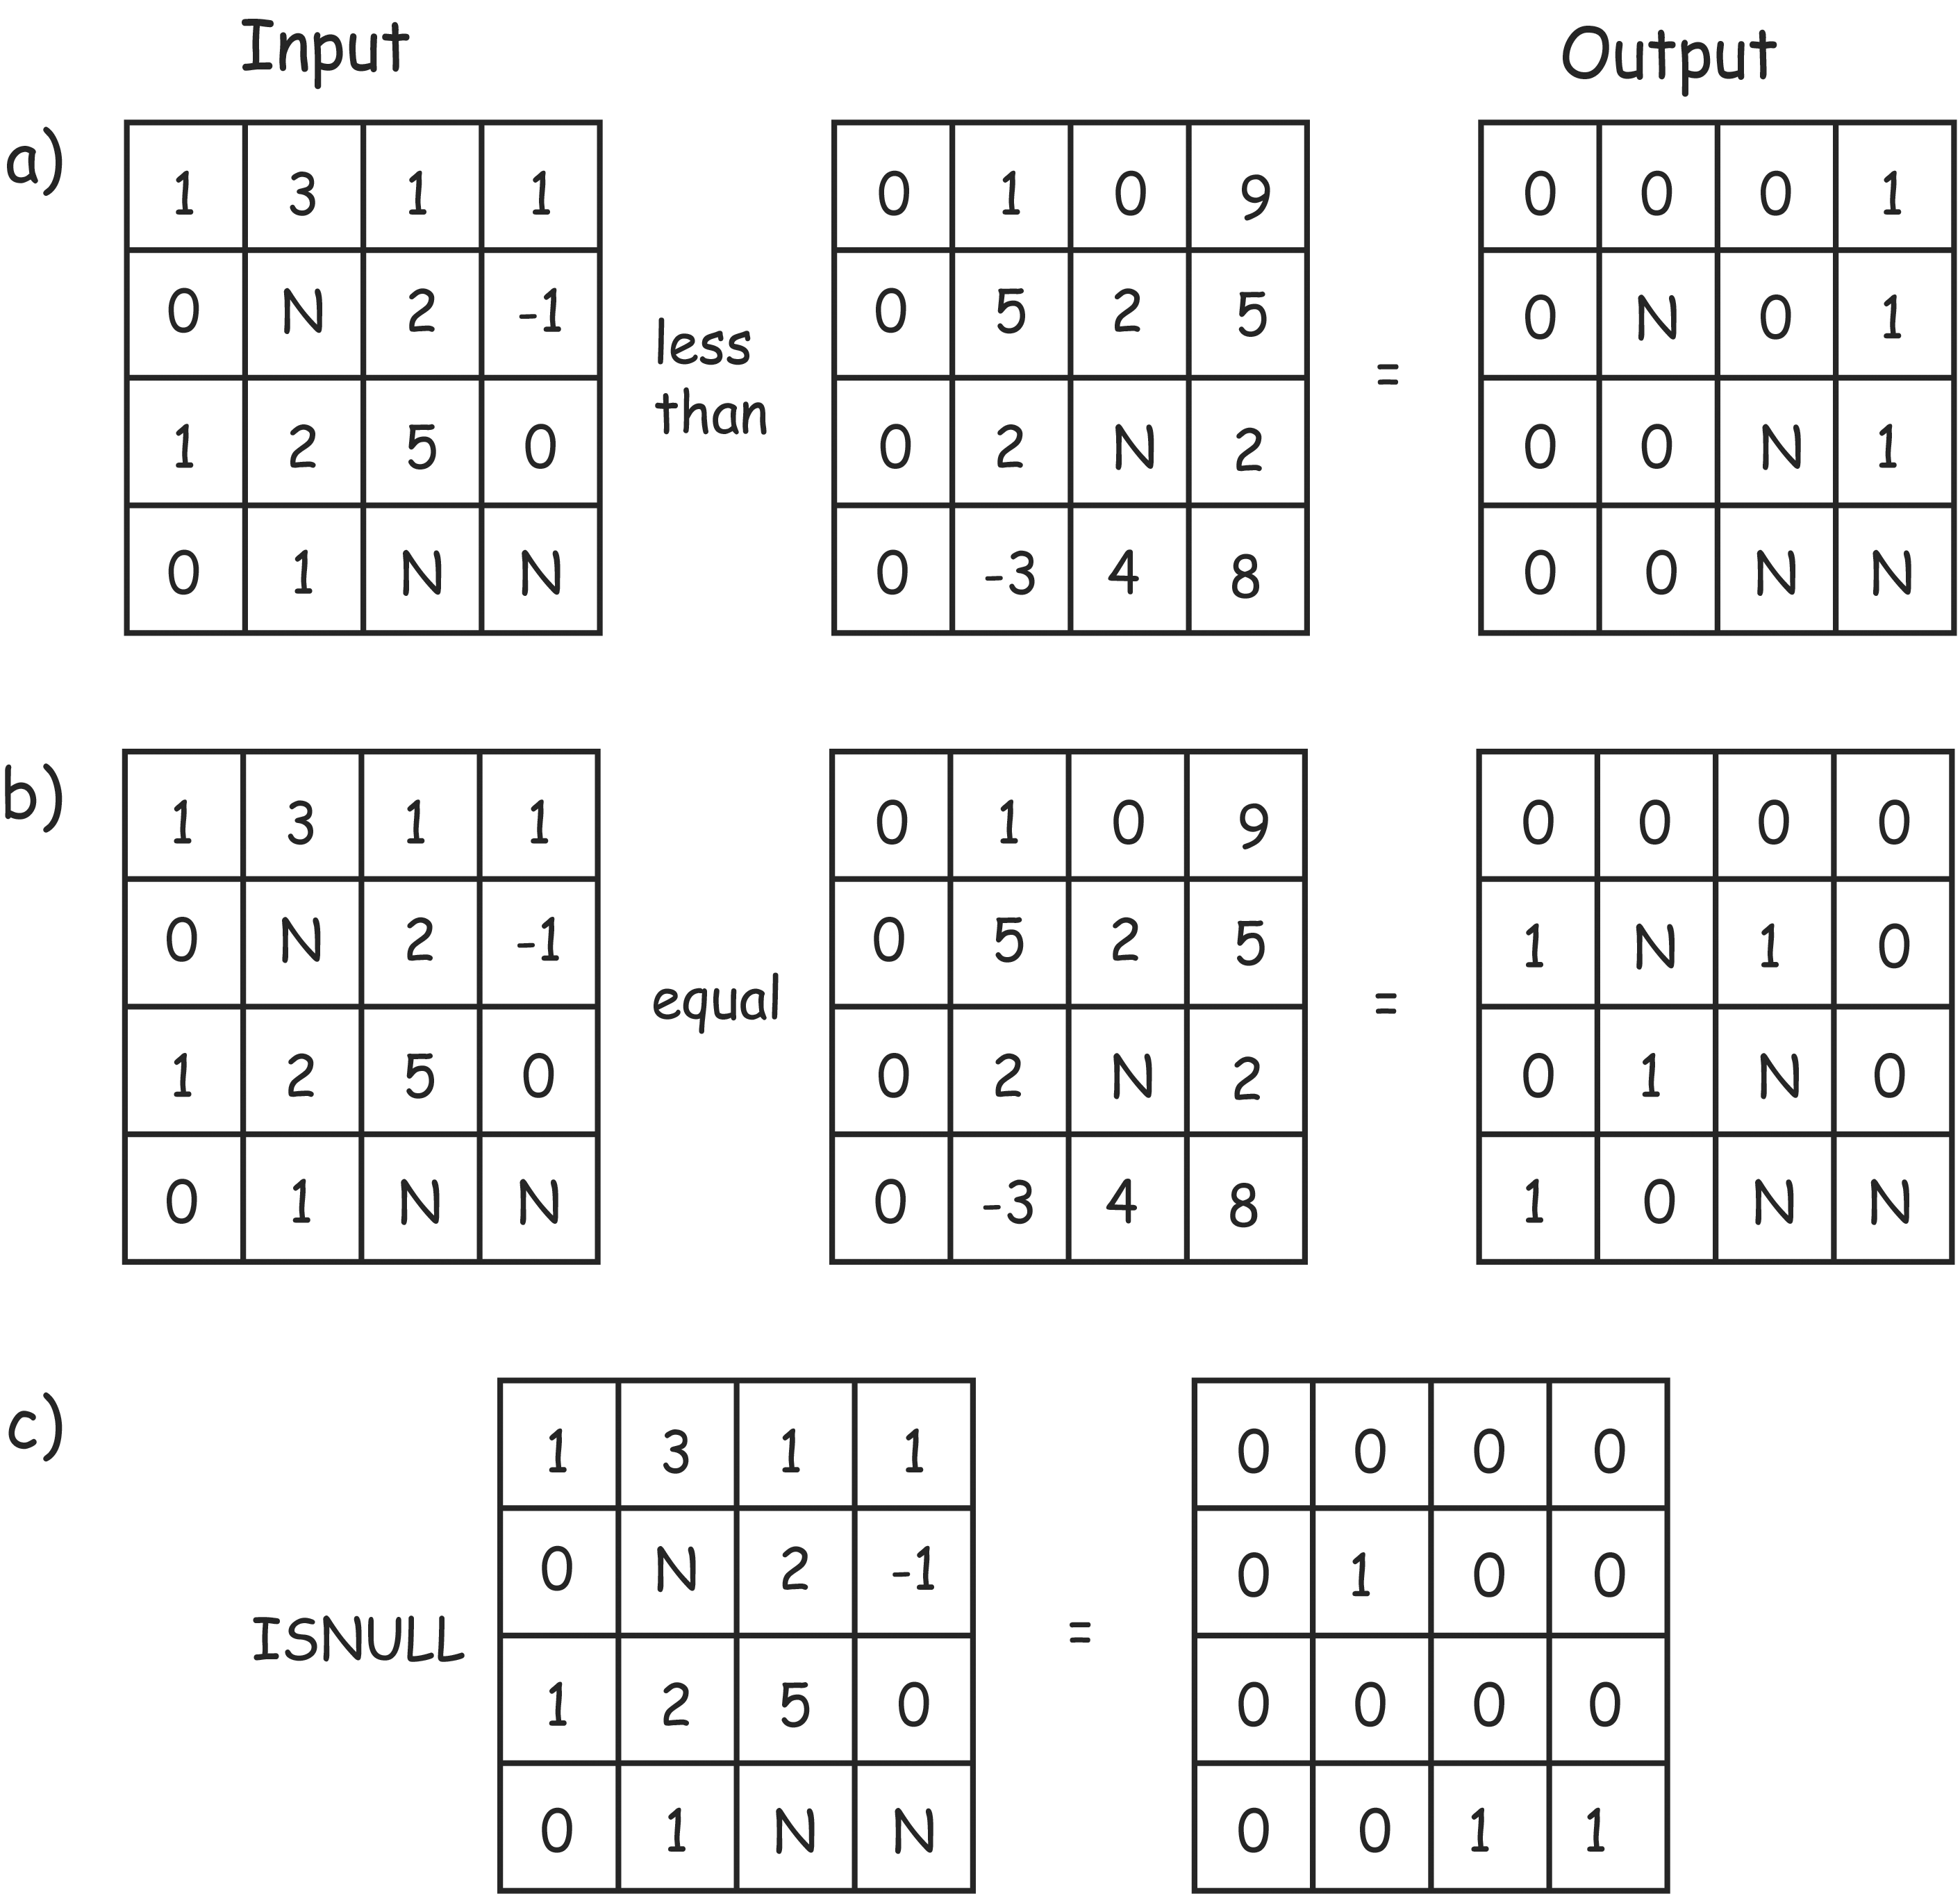 Input Output
a)
1 3 1 1 0 1 0 9 0 0 0 1
0 N 2 -1 0 5 2 5 0 N 0 1
less
than
=
1 2 5 0 0 2 N 2 0 0 N 1
0 1 N N 0 -3 4 8 0 0 N N
b)
1 3 1 1 0 1 0 9 0 0 0 0
0 N 2 -1 0 5 2 5 1 N 1 0
equal =
1 2 5 0 0 2 N 2 0 1 N 0
0 1 N N 0 -3 4 8 1 0 N N
c)
1 3 1 1 0 0 0 0
0 N 2 -1 0 1 0 0
ISNULL =
1 2 5 0 0 0 0 0
0 1 N N 0 0 1 1